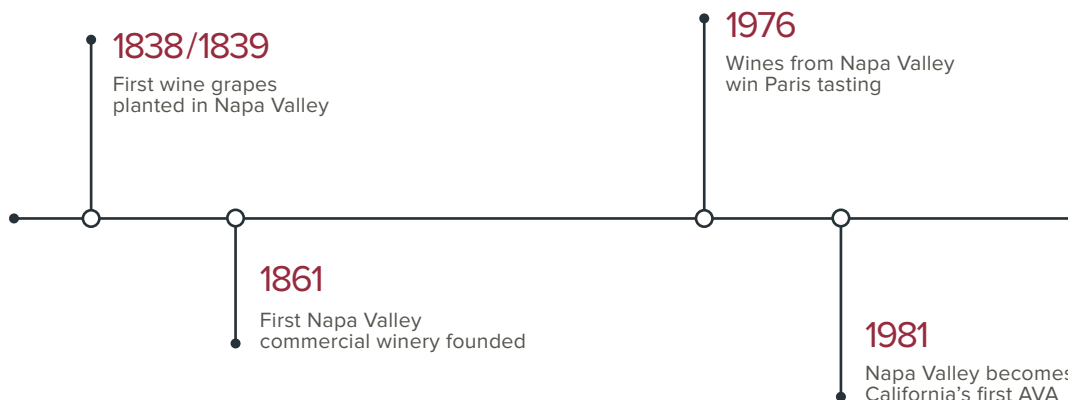 1838/1839
First wine grapes
planted in Napa Valley
1861
First Napa Valley
commercial winery founded
1976
Wines from Napa Valley
win Paris tasting
1981
Napa Valley becomes
California's first AVA